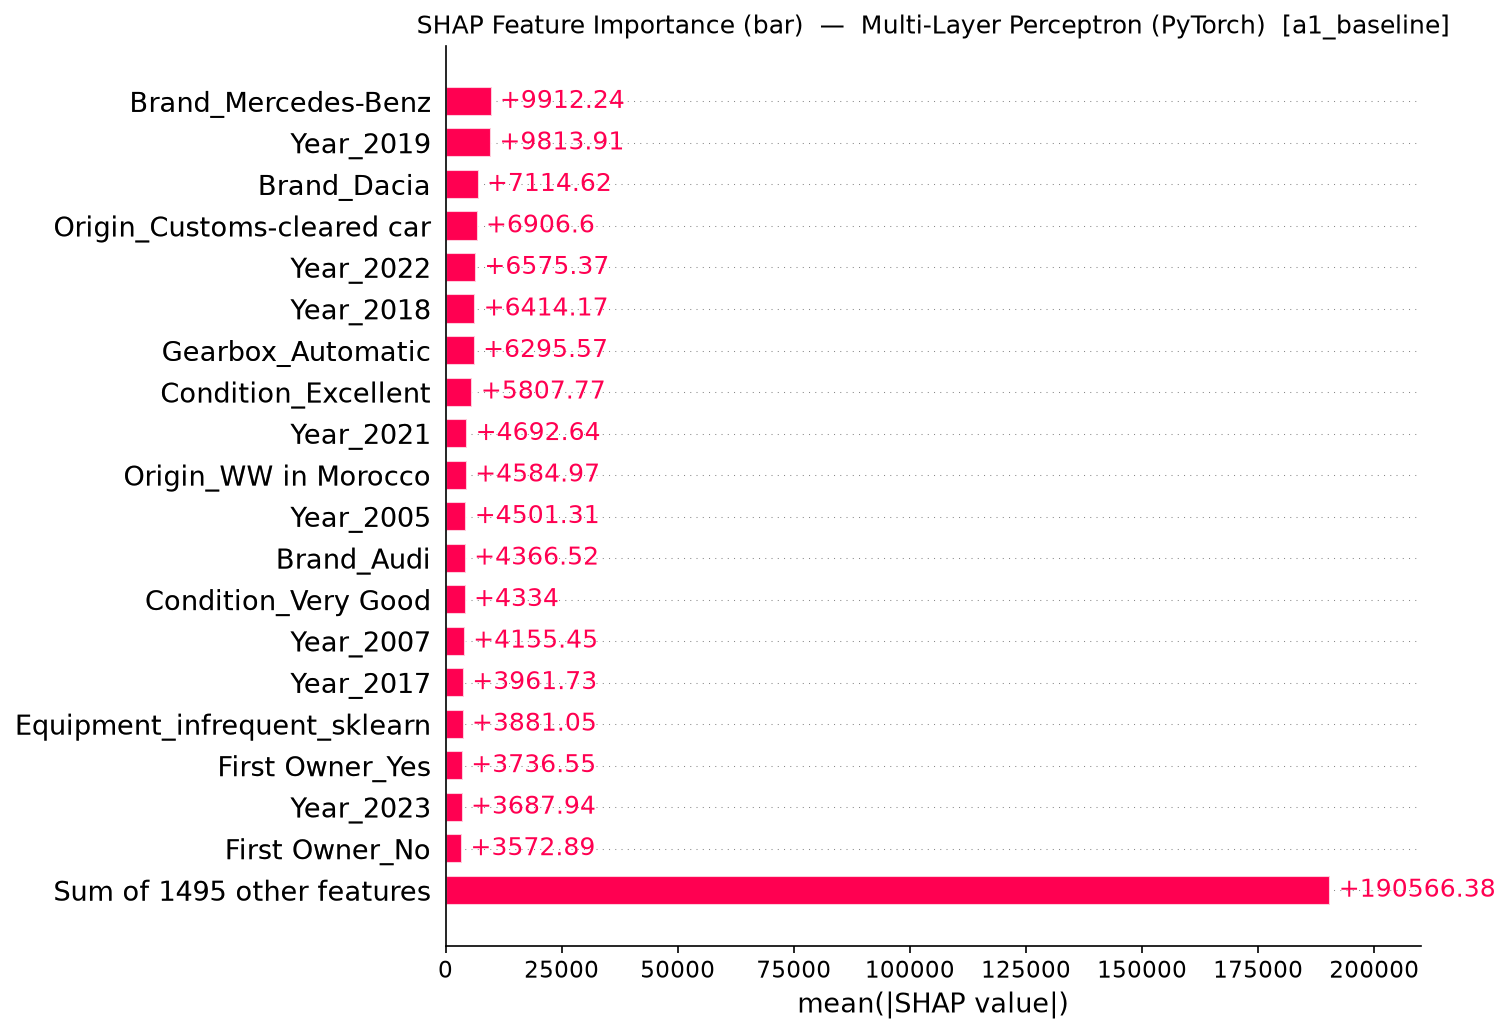 SHAP Feature Importance (bar)  —  Multi-Layer Perceptron (PyTorch)  [a1_baseline]
Brand_Mercedes-Benz +9912.24
Year_2019 +9813.91
Brand_Dacia +7114.62
Origin_Customs-cleared car +6906.6
Year_2022 +6575.37
Year_2018 +6414.17
Gearbox_Automatic +6295.57
Condition_Excellent +5807.77
Year_2021 +4692.64
Origin_WW in Morocco +4584.97
Year_2005 +4501.31
Brand_Audi +4366.52
Condition_Very Good +4334
Year_2007 +4155.45
Year_2017 +3961.73
Equipment_infrequent_sklearn +3881.05
First Owner_Yes +3736.55
Year_2023 +3687.94
First Owner_No +3572.89
Sum of 1495 other features +190566.38
0 25000 50000 75000 100000 125000 150000 175000 200000
mean(|SHAP value|)